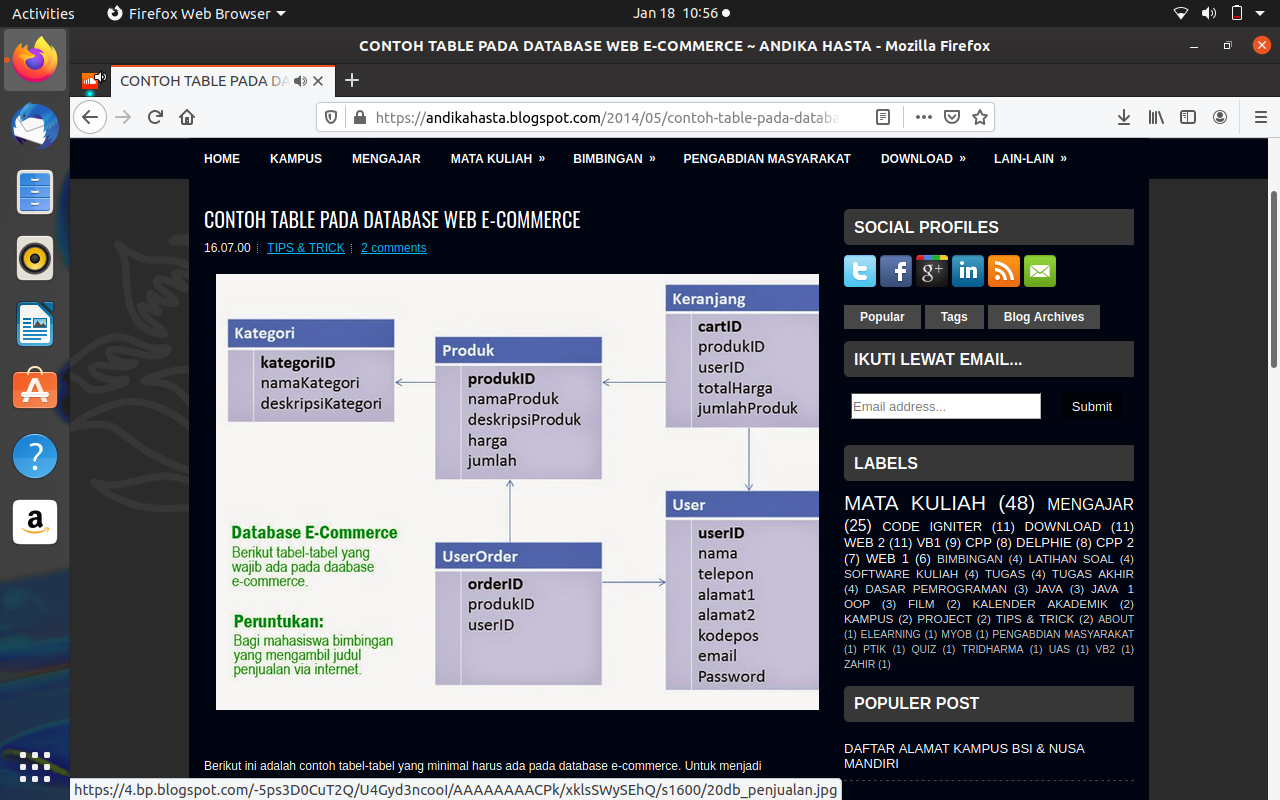 Activities
Firefox Web Browser
Jan 18 10:56
CONTOH TABLE PADA DATABASE WEB E-COMMERCE ~ ANDIKA HASTA - Mozilla Firefox
CONTOH TABLE PADA DA
https://andikahasta.blogspot.com/2014/05/contoh-table-pada-databa
HOME KAMPUS MENGAJAR MATA KULIAH » BIMBINGAN » PENGABDIAN MASYARAKAT DOWNLOAD » LAIN-LAIN »
CONTOH TABLE PADA DATABASE WEB E-COMMERCE
16.07.00 TIPS & TRICK 2 comments
Kategori
kategoriID
namaKategori
deskripsiKategori
Produk
produkID
namaProduk
deskripsiProduk
harga
jumlah
Keranjang
cartID
produkID
userID
totalHarga
jumlahProduk
Database E-Commerce
Berikut tabel-tabel yang
wajib ada pada daabase
e-commerce.
Peruntukan:
Bagi mahasiswa bimbingan
yang mengambil judul
penjualan via internet.
UserOrder
orderID
produkID
userID
User
userID
nama
telepon
alamat1
alamat2
kodepos
email
Password
Berikut ini adalah contoh tabel-tabel yang minimal harus ada pada database e-commerce. Untuk menjadi
SOCIAL PROFILES
Popular Tags Blog Archives
IKUTI LEWAT EMAIL...
Email address... Submit
LABELS
MATA KULIAH (48) MENGAJAR
(25) CODE IGNITER (11) DOWNLOAD (11)
WEB 2 (11) VB1 (9) CPP (8) DELPHIE (8) CPP 2
(7) WEB 1 (6) BIMBINGAN (4) LATIHAN SOAL (4)
SOFTWARE KULIAH (4) TUGAS (4) TUGAS AKHIR
(4) DASAR PEMROGRAMAN (3) JAVA (3) JAVA 1
OOP (3) FILM (2) KALENDER AKADEMIK (2)
KAMPUS (2) PROJECT (2) TIPS & TRICK (2) ABOUT
(1) ELEARNING (1) MYOB (1) PENGABDIAN MASYARAKAT
(1) PTIK (1) QUIZ (1) TRIDHARMA (1) UAS (1) VB2 (1)
ZAHIR (1)
POPULER POST
DAFTAR ALAMAT KAMPUS BSI & NUSA
MANDIRI
https://4.bp.blogspot.com/-5ps3D0CuT2Q/U4Gyd3ncooI/AAAAAAAACPk/xklsSWySEhQ/s1600/20db_penjualan.jpg